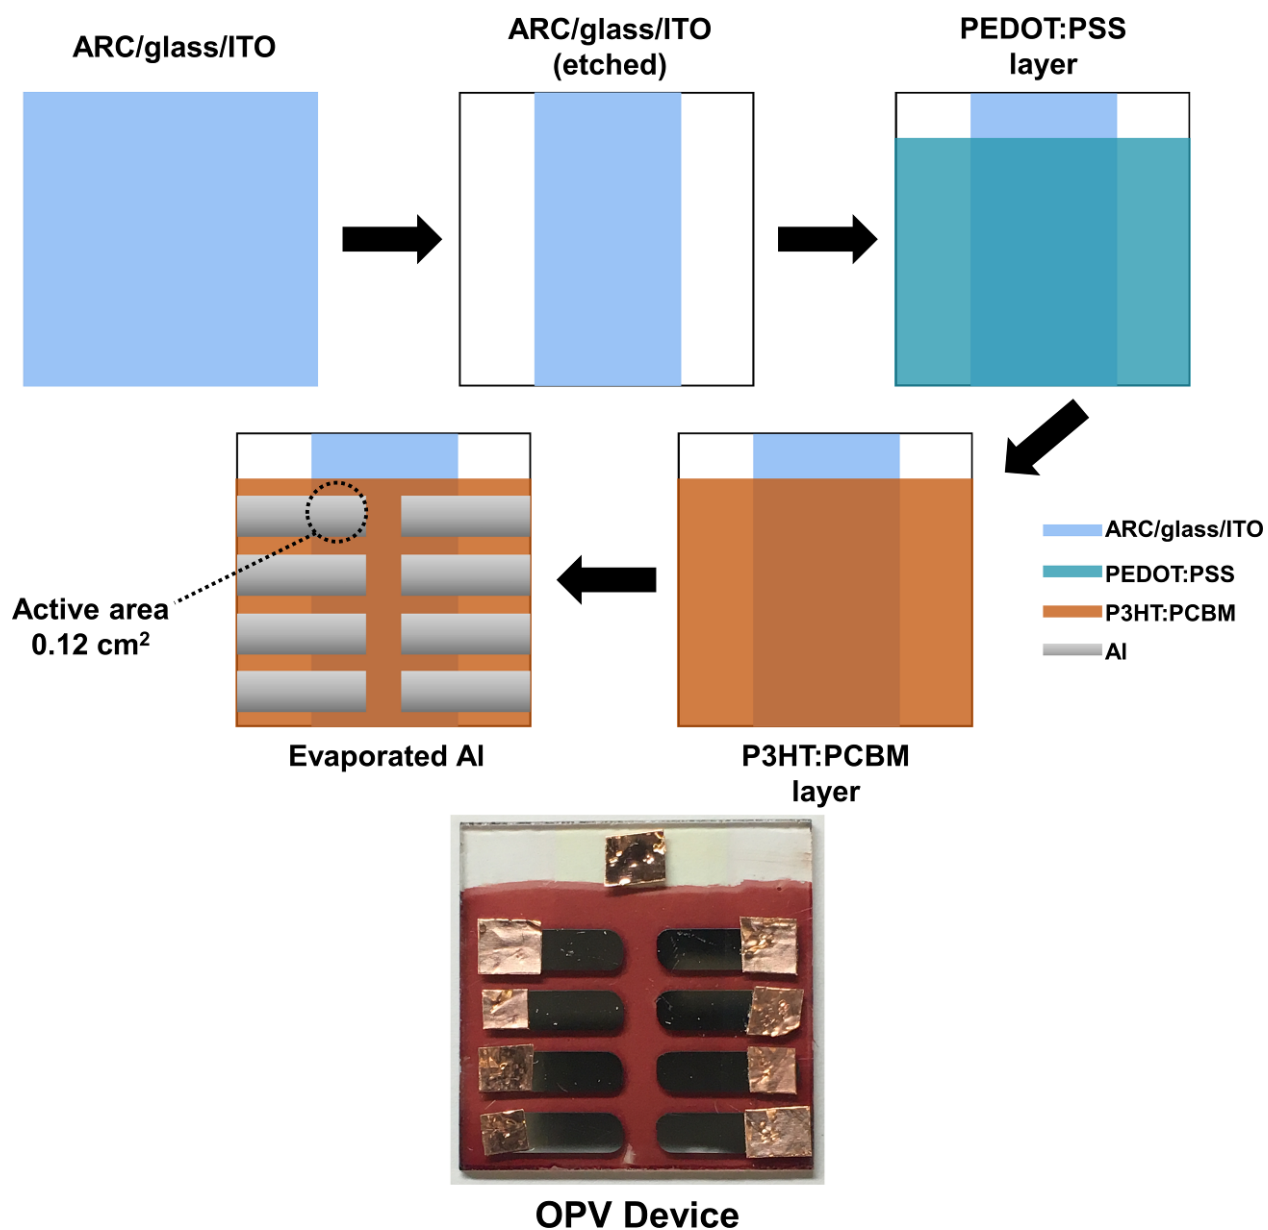 ARC/glass/ITO
ARC/glass/ITO
(etched)
PEDOT:PSS
layer
Active area
0.12 cm²
Evaporated Al
P3HT:PCBM
layer
ARC/glass/ITO
PEDOT:PSS
P3HT:PCBM
Al
OPV Device